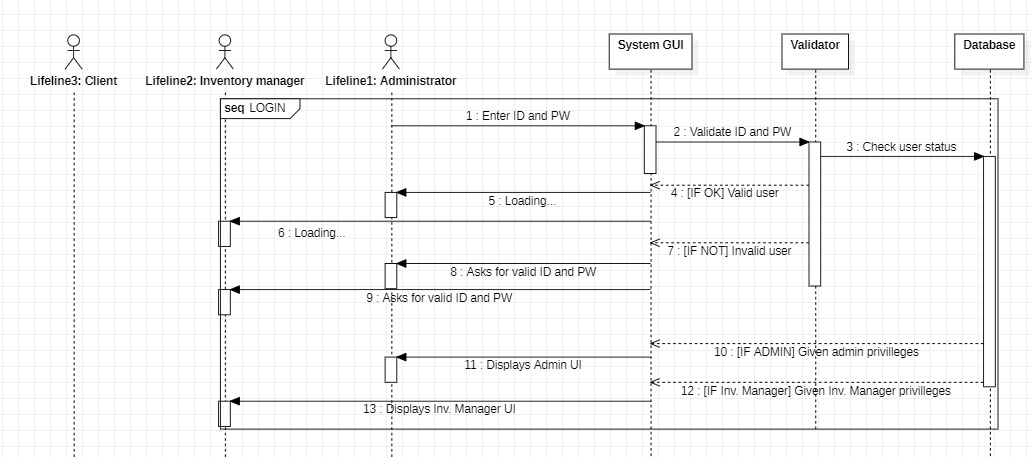 System GUI
Validator
Database
Lifeline3: Client
Lifeline2: Inventory manager
Lifeline1: Administrator
seq LOGIN
1 : Enter ID and PW
2 : Validate ID and PW
3 : Check user status
4 : [IF OK] Valid user
5 : Loading...
6 : Loading...
7 : [IF NOT] Invalid user
8 : Asks for valid ID and PW
9 : Asks for valid ID and PW
10 : [IF ADMIN] Given admin privilleges
11 : Displays Admin UI
12 : [IF Inv. Manager] Given Inv. Manager privilleges
13 : Displays Inv. Manager UI